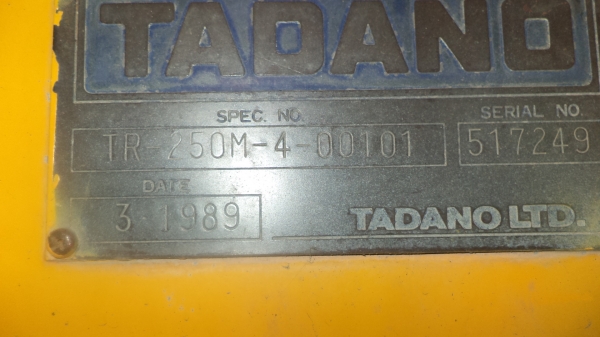 TADANO
SPEC. NO. SERIAL NO.
TR-250M-4-00101 517249
DATE
3 1989 TADANO LTD.